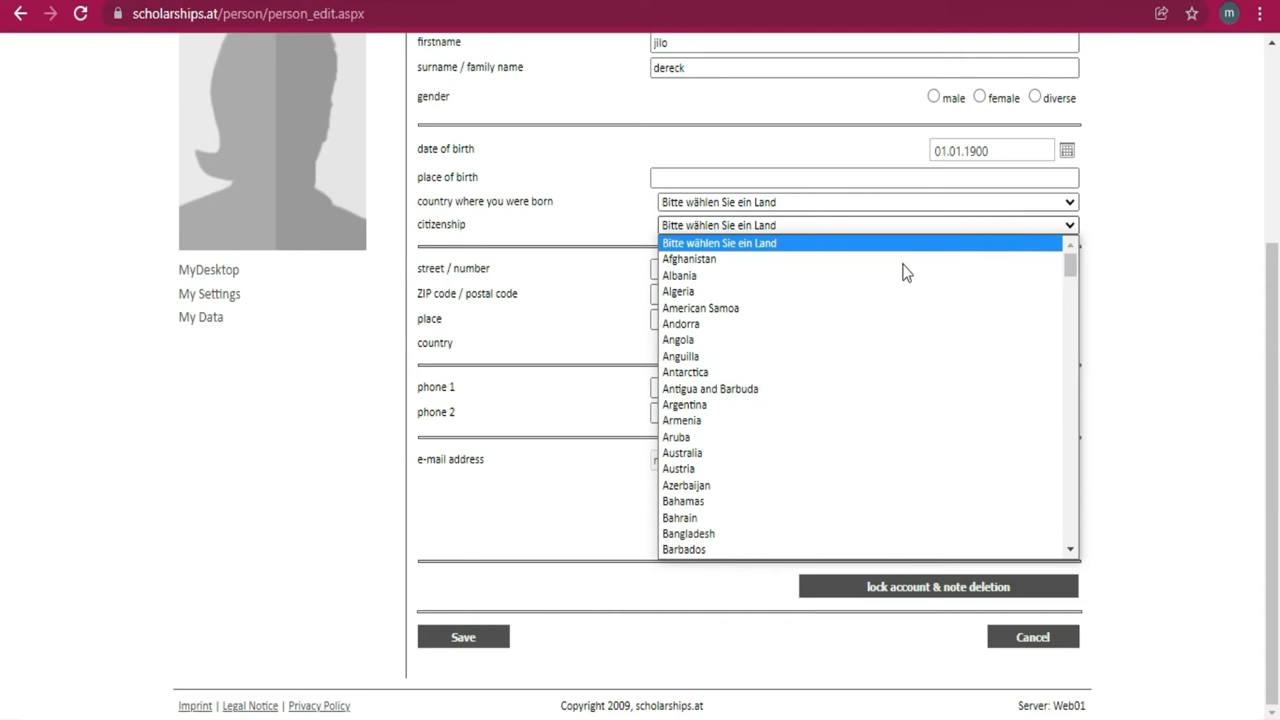 scholarships.at/person/person_edit.aspx
m
firstname
jilo
surname / family name
dereck
gender
male
female
diverse
date of birth
01.01.1900
place of birth
country where you were born
Bitte wählen Sie ein Land
citizenship
Bitte wählen Sie ein Land
Bitte wählen Sie ein Land
Afghanistan
Albania
Algeria
American Samoa
Andorra
Angola
Anguilla
Antarctica
Antigua and Barbuda
Argentina
Armenia
Aruba
Australia
Austria
Azerbaijan
Bahamas
Bahrain
Bangladesh
Barbados
MyDesktop
My Settings
My Data
street / number
ZIP code / postal code
place
country
phone 1
phone 2
e-mail address
lock account & note deletion
Save
Cancel
Imprint | Legal Notice | Privacy Policy
Copyright 2009, scholarships.at
Server: Web01